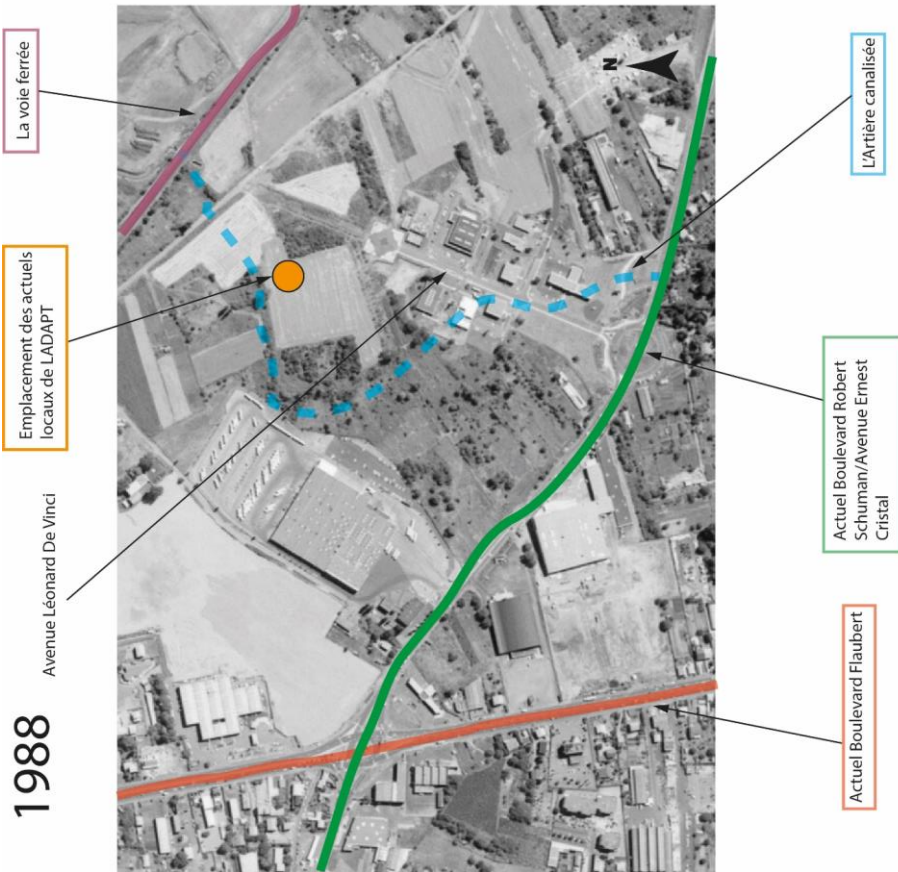 1988
Avenue Léonard De Vinci
Emplacement des actuels
locaux de LADAPT
La voie ferrée
N
Actuel Boulevard Flaubert
Actuel Boulevard Robert
Schuman/Avenue Ernest
Cristal
L'Artière canalisée